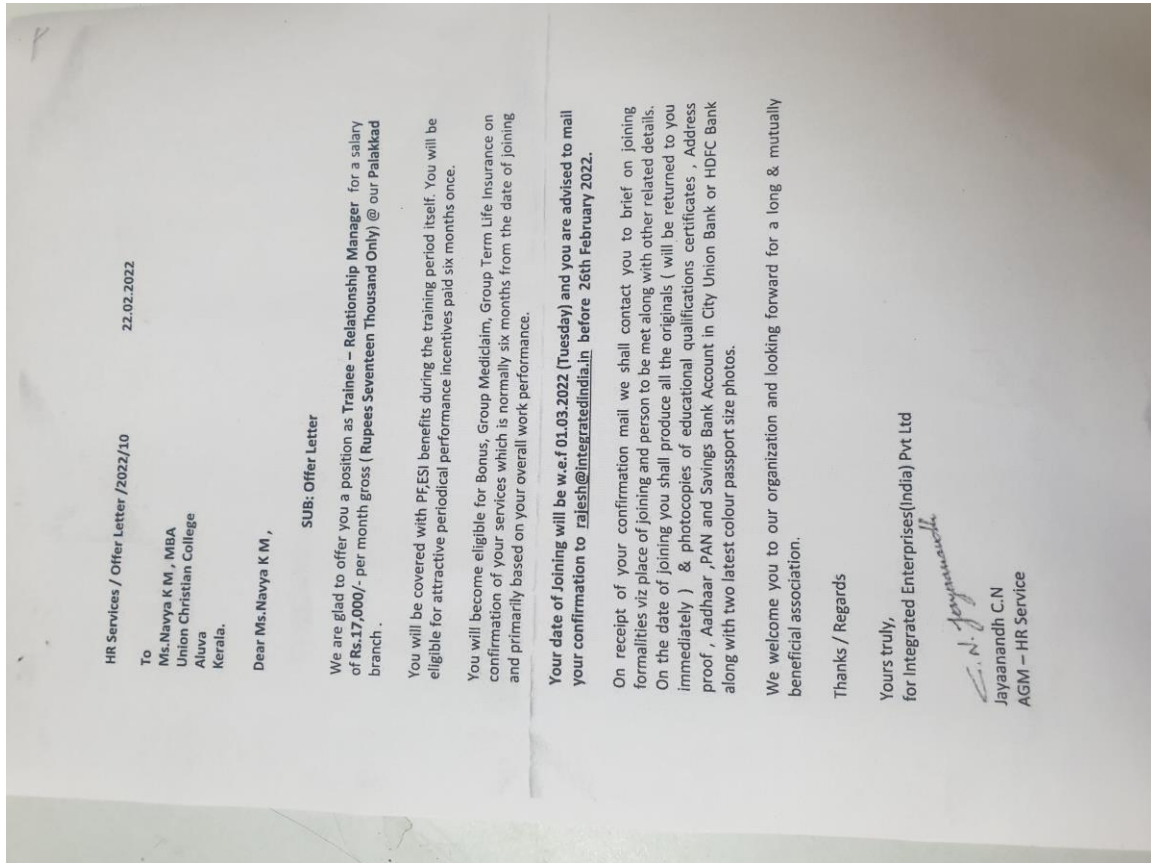 HR Services / Offer Letter /2022/10 22.02.2022
To
Ms.Navya K M , MBA
Union Christian College
Aluva
Kerala.
Dear Ms.Navya K M ,
SUB: Offer Letter
We are glad to offer you a position as Trainee – Relationship Manager for a salary
of Rs.17,000/- per month gross ( Rupees Seventeen Thousand Only) @ our Palakkad
branch .
You will be covered with PF,ESI benefits during the training period itself. You will be
eligible for attractive periodical performance incentives paid six months once.
You will become eligible for Bonus, Group Mediclaim, Group Term Life Insurance on
confirmation of your services which is normally six months from the date of joining
and primarily based on your overall work performance.
Your date of Joining will be w.e.f 01.03.2022 (Tuesday) and you are advised to mail
your confirmation to rajesh@integratedindia.in before 26th February 2022.
On receipt of your confirmation mail we shall contact you to brief on joining
formalities viz place of joining and person to be met along with other related details.
On the date of joining you shall produce all the originals ( will be returned to you
immediately ) & photocopies of educational qualifications certificates , Address
proof , Aadhaar ,PAN and Savings Bank Account in City Union Bank or HDFC Bank
along with two latest colour passport size photos.
We welcome you to our organization and looking forward for a long & mutually
beneficial association.
Thanks / Regards
Yours truly,
for Integrated Enterprises(India) Pvt Ltd
C.N. Jayaanandh
Jayaanandh C.N
AGM – HR Service